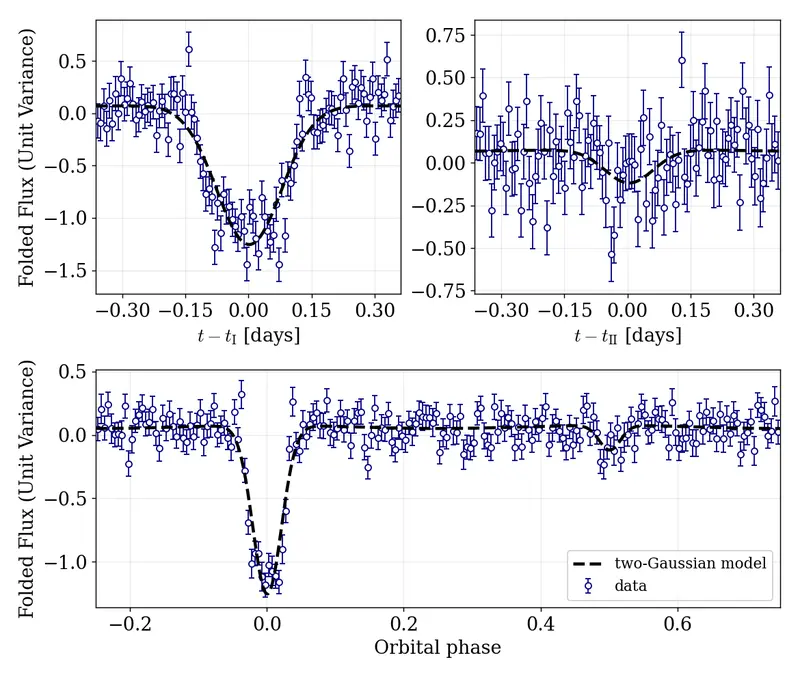 Folded Flux (Unit Variance)
0.5
0.0
−0.5
−1.0
−1.5
−0.30 −0.15 0.00 0.15 0.30
t − tI [days]
0.75
0.50
0.25
0.00
−0.25
−0.50
−0.75
−0.30 −0.15 0.00 0.15 0.30
t − tII [days]
Folded Flux (Unit Variance)
0.5
0.0
−0.5
−1.0
−0.2 0.0 0.2 0.4 0.6
Orbital phase
two-Gaussian model
data